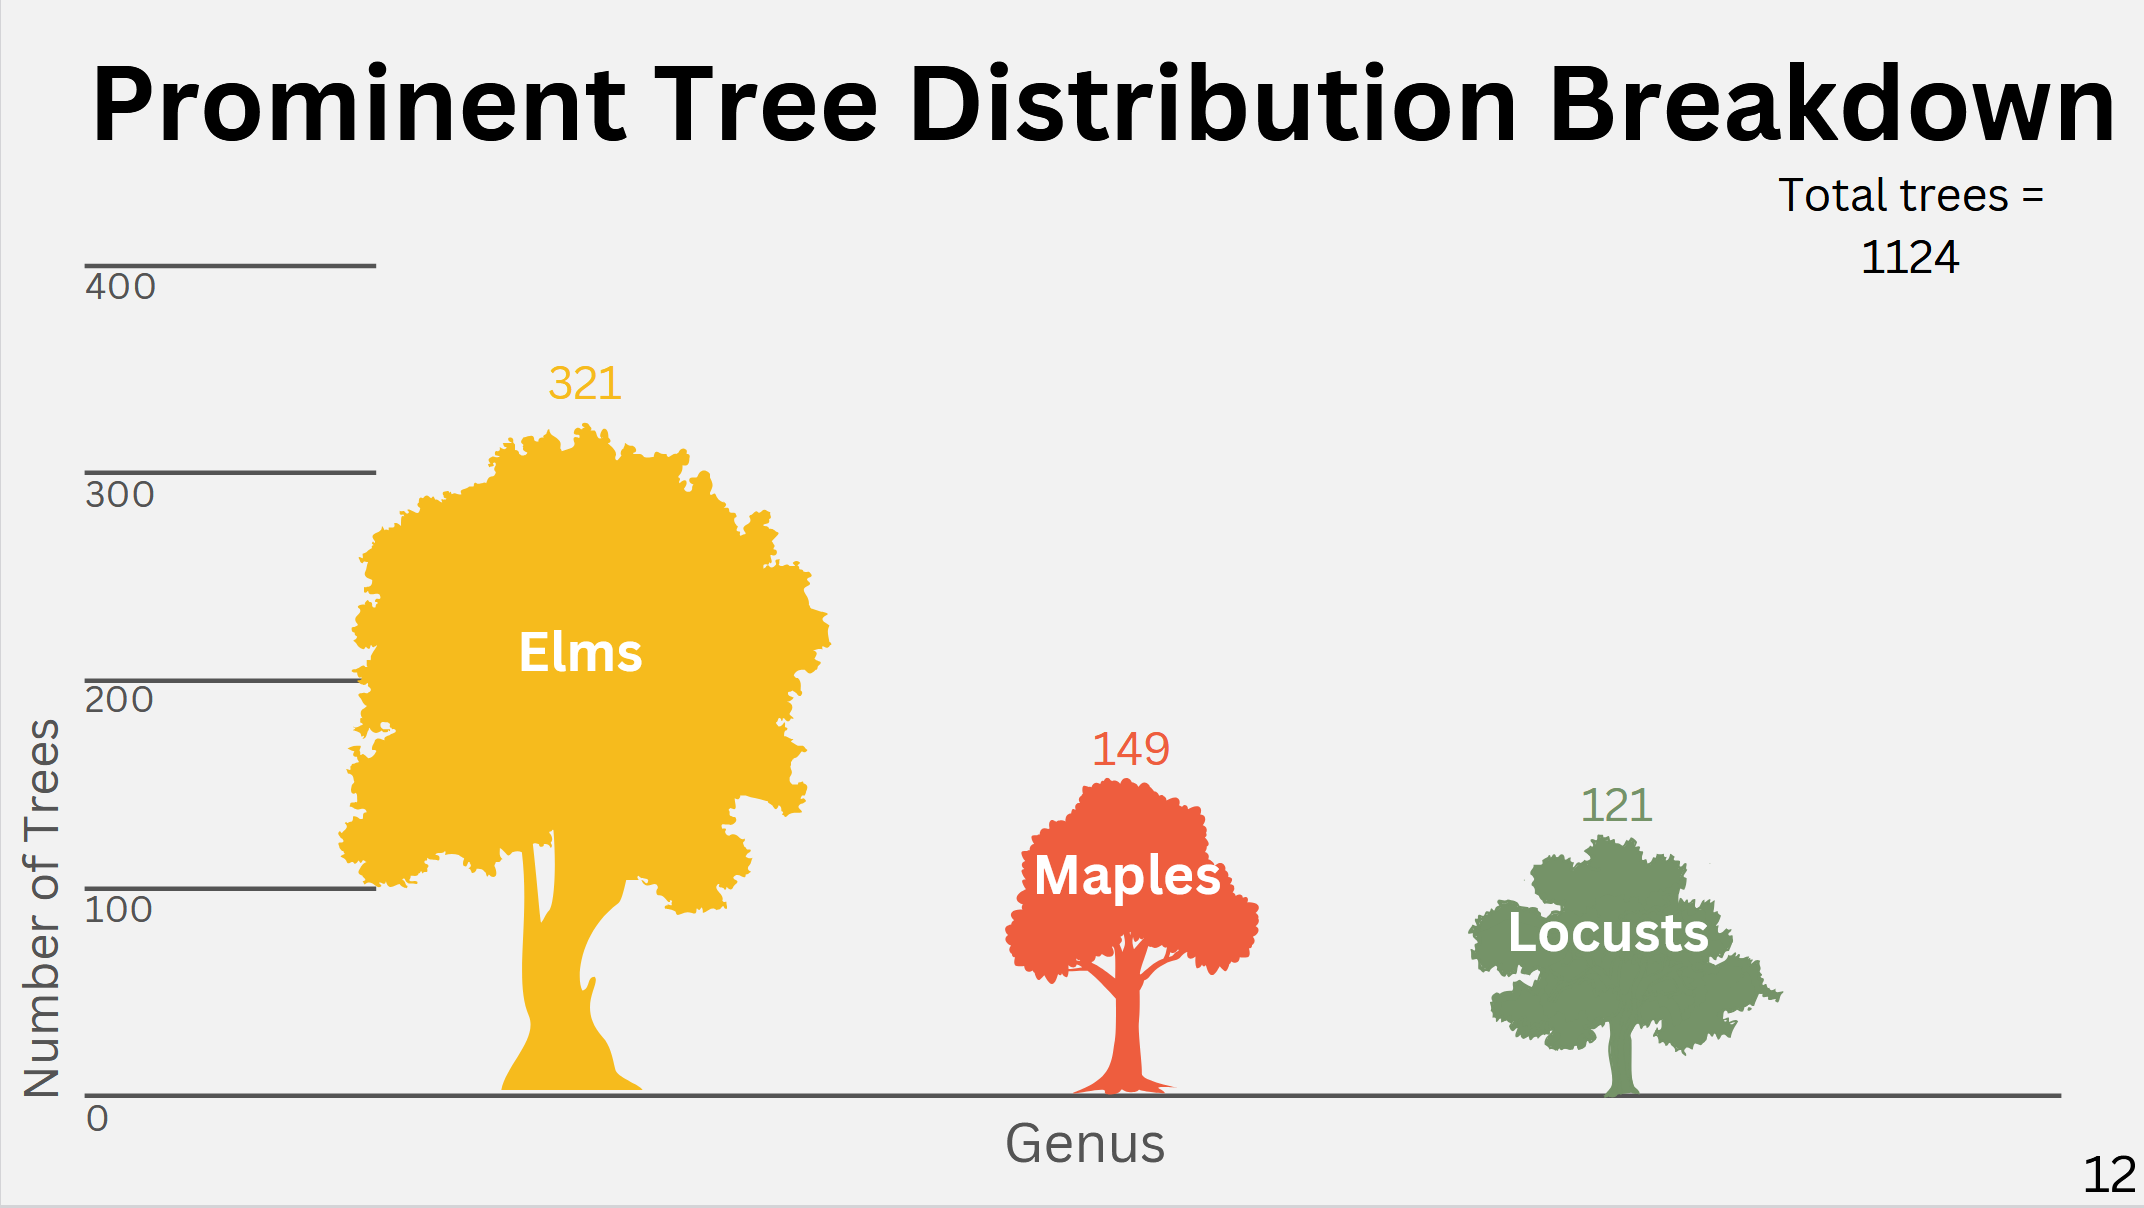 Prominent Tree Distribution Breakdown
Total trees =
1124
400
321
300
Elms
200
Number of Trees
149
121
Maples
100
Locusts
0
Genus
12